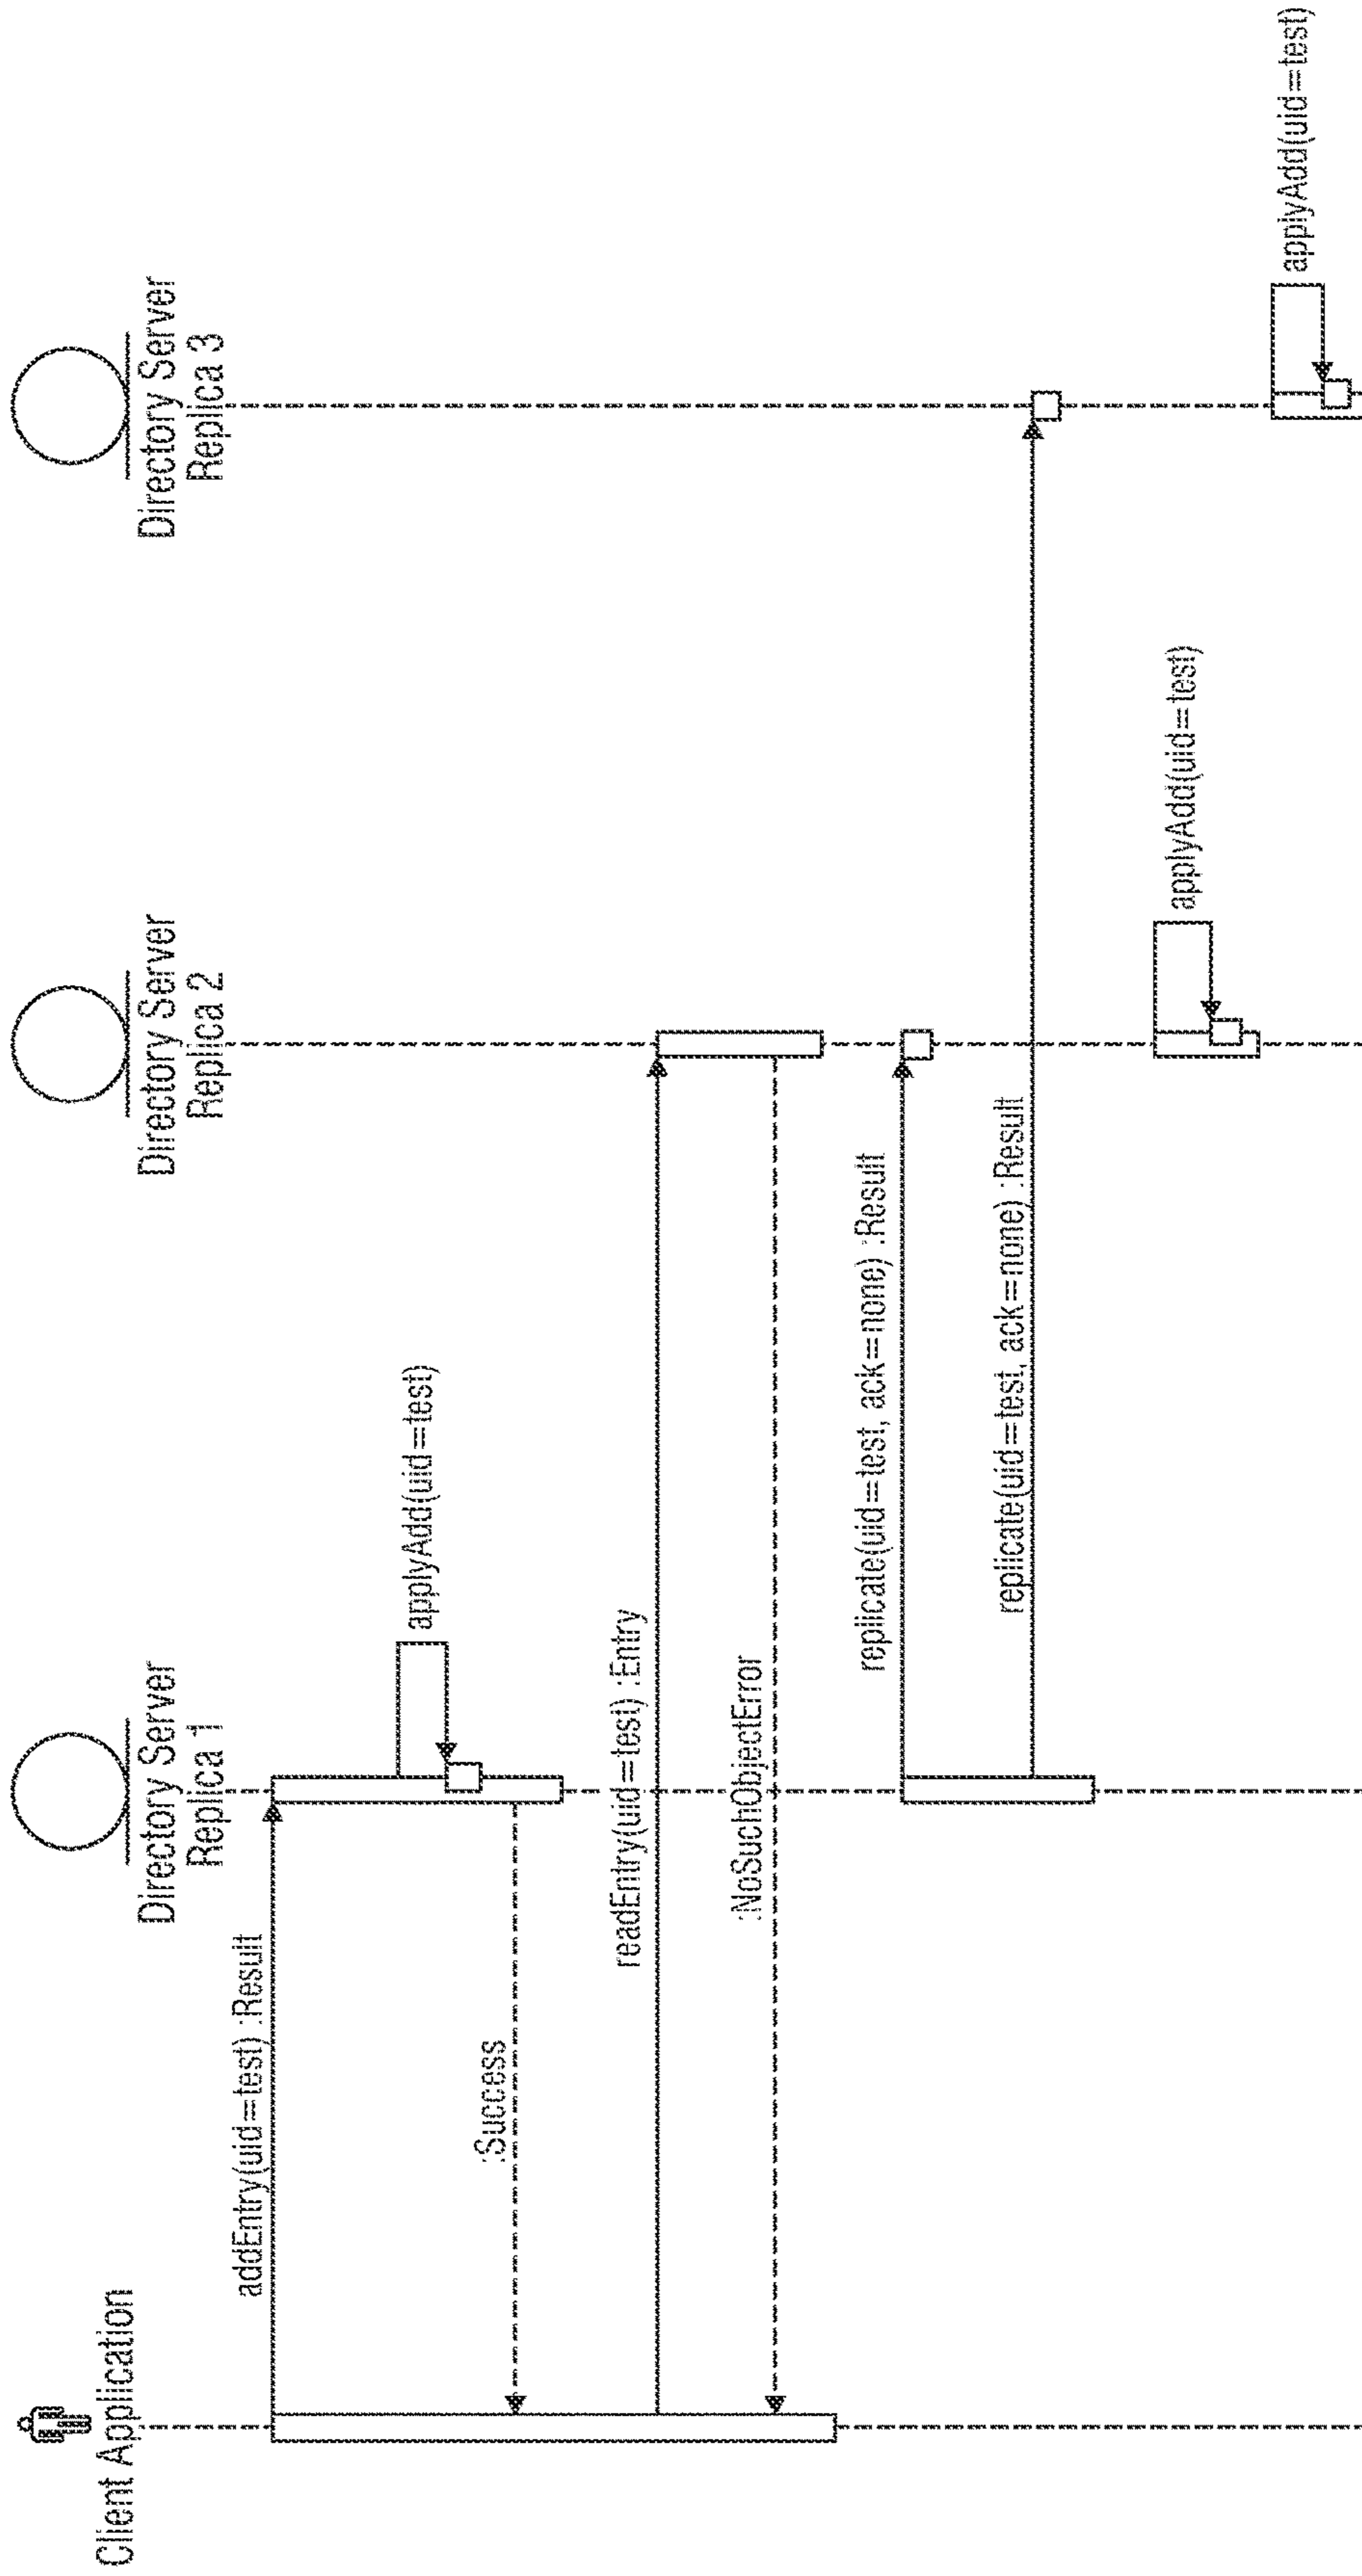 Client Application
Directory Server
Replica 1
Directory Server
Replica 2
Directory Server
Replica 3
addEntry(uid=test) :Result
applyAdd(uid=test)
:Success
readEntry(uid=test) :Entry
:NoSuchObjectError
replicate(uid=test, ack=none) :Result
replicate(uid=test, ack=none) :Result
applyAdd(uid=test)
applyAdd(uid=test)